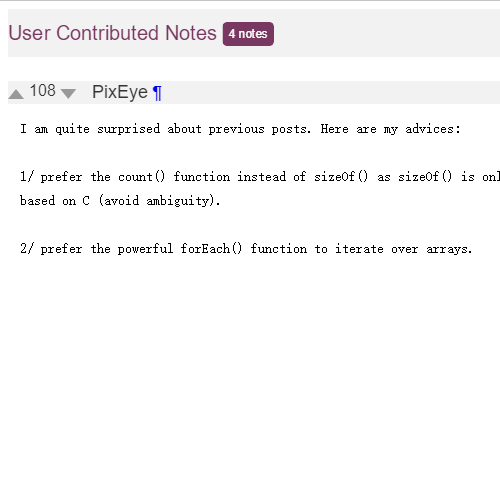 User Contributed Notes 4 notes
108 PixEye ¶
I am quite surprised about previous posts. Here are my advices:
1/ prefer the count() function instead of sizeOf() as sizeOf() is
based on C (avoid ambiguity).
2/ prefer the powerful forEach() function to iterate over arrays.